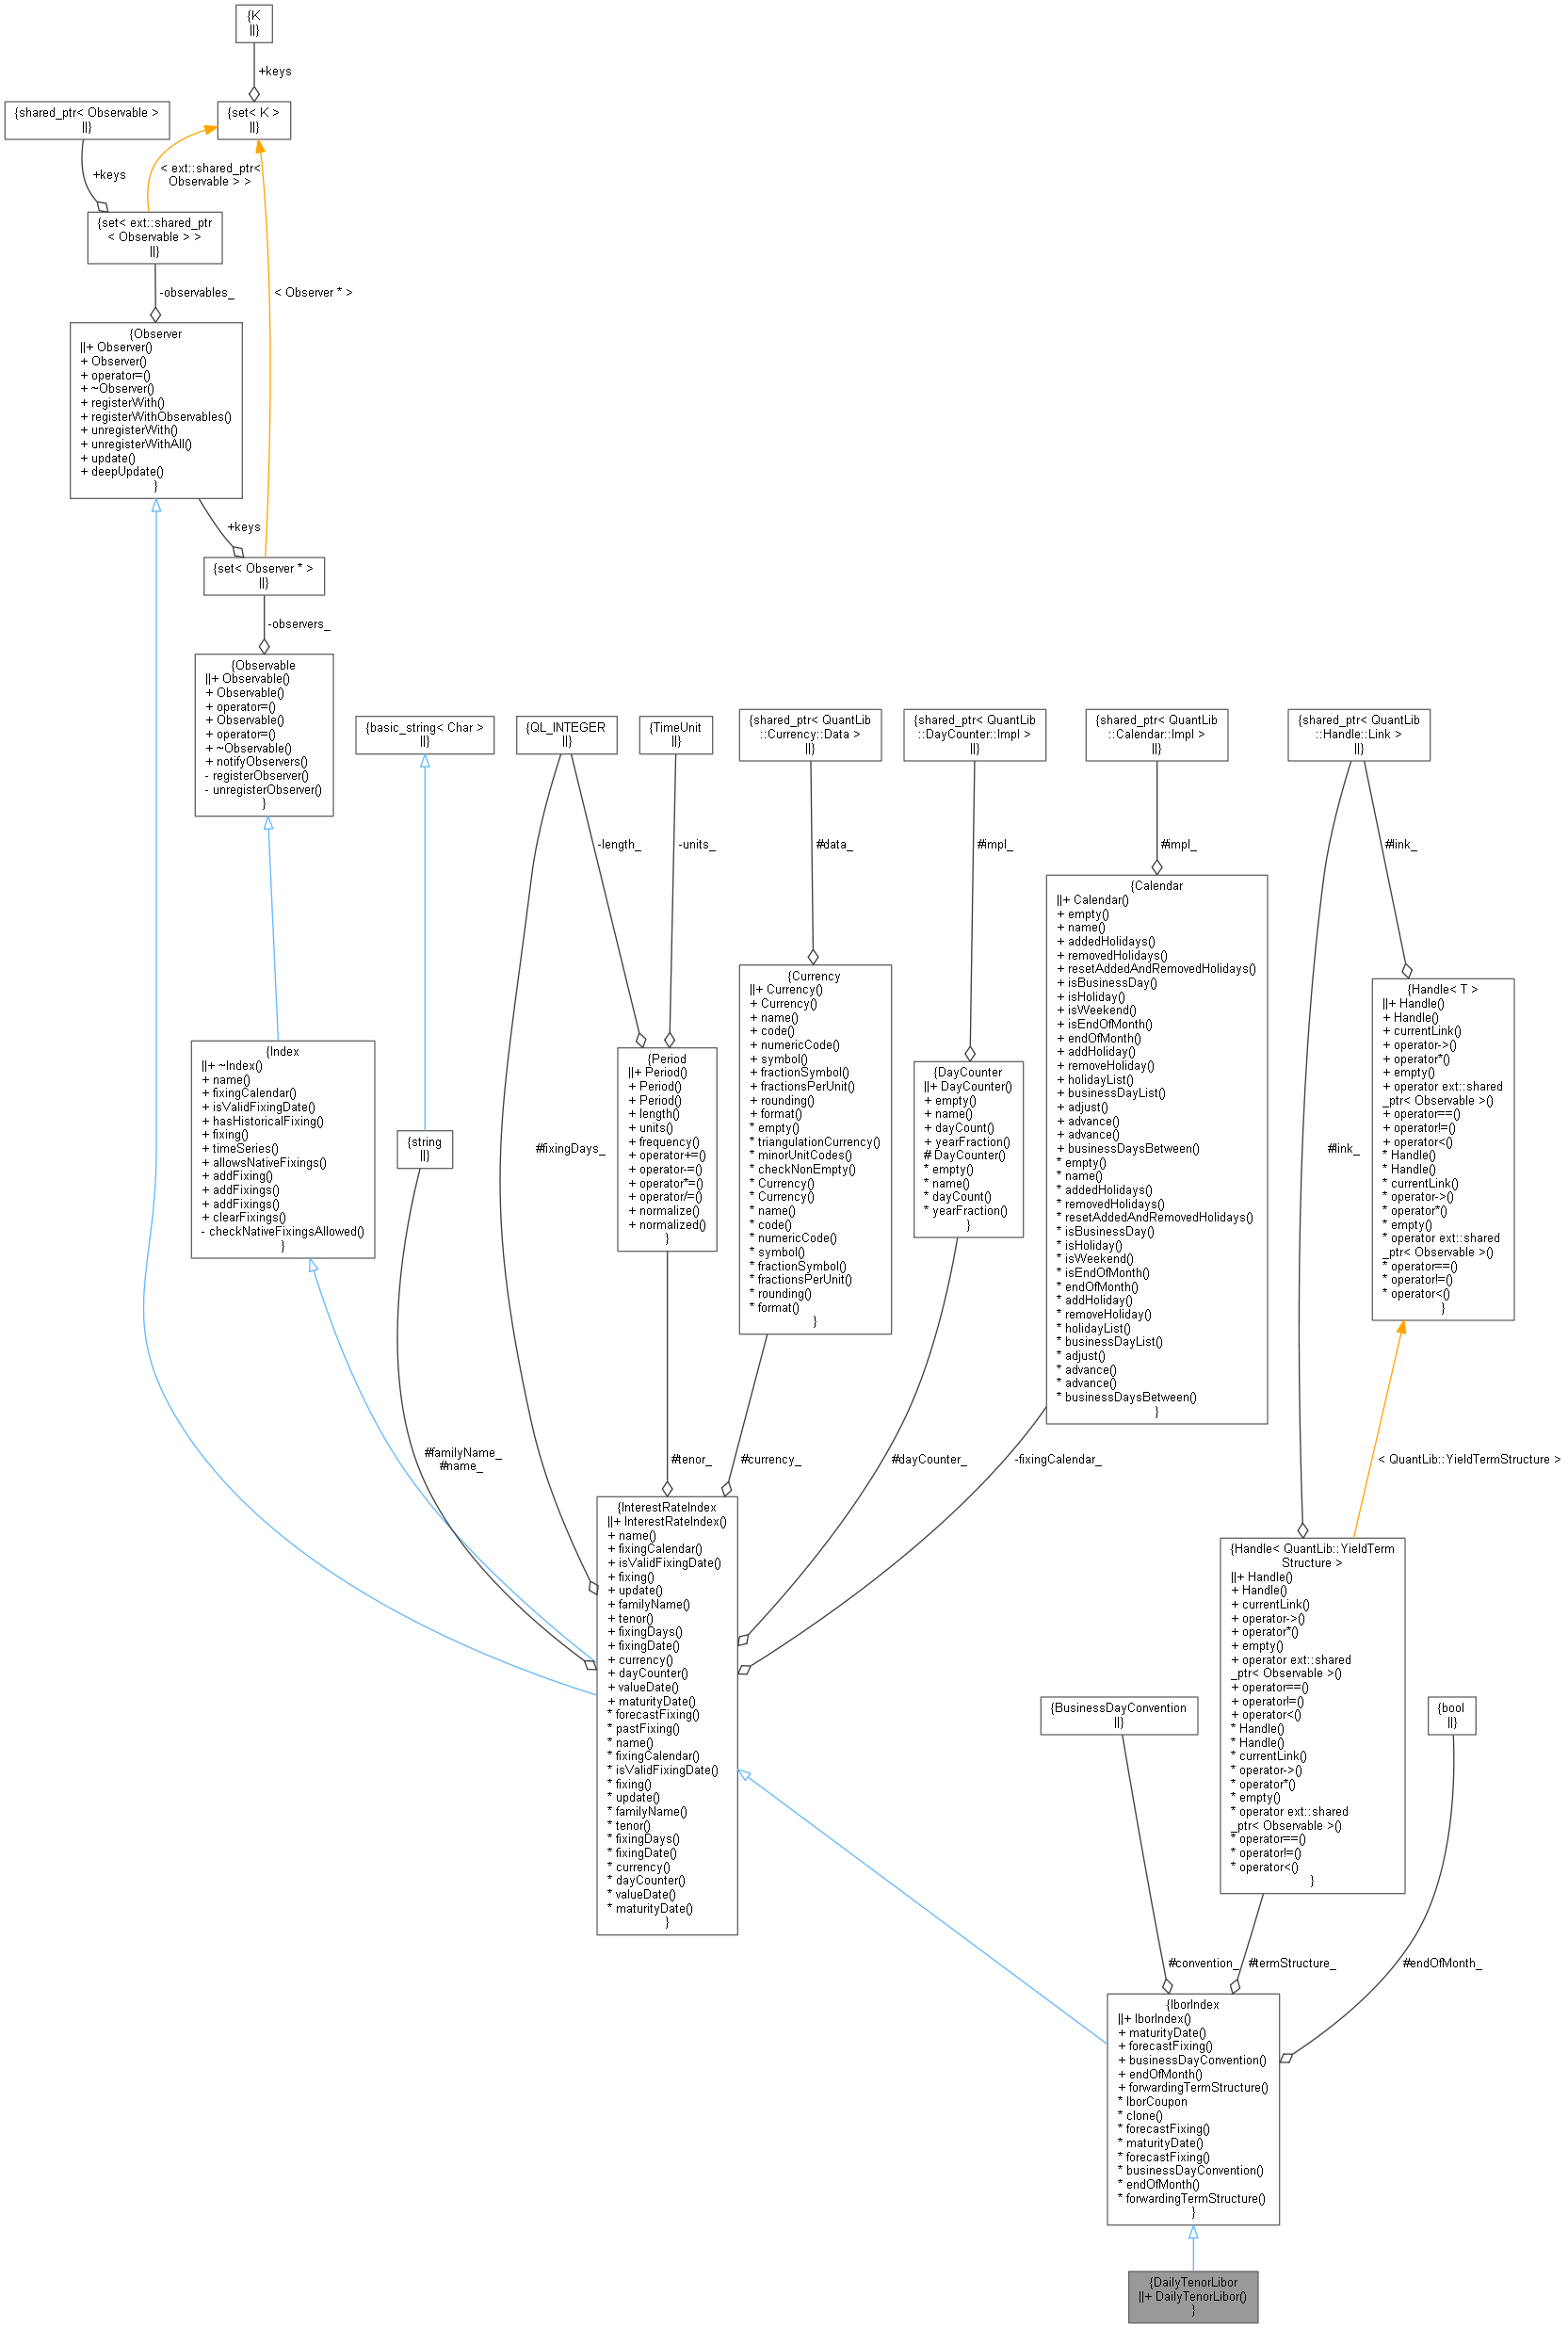 {K
||}
+keys
{shared_ptr< Observable >
||}
{set< K >
||}
+keys
< ext::shared_ptr<
Observable > >
{set< ext::shared_ptr
< Observable > >
||}
-observables_
< Observer * >
{Observer
||+ Observer()
+ Observer()
+ operator=()
+ ~Observer()
+ registerWith()
+ registerWithObservables()
+ unregisterWith()
+ unregisterWithAll()
+ update()
+ deepUpdate()
}
+keys
{set< Observer * >
||}
-observers_
{Observable
||+ Observable()
+ Observable()
+ operator=()
+ Observable()
+ operator=()
+ ~Observable()
+ notifyObservers()
- registerObserver()
- unregisterObserver()
}
{basic_string< Char >
||}
{QL_INTEGER
||}
{TimeUnit
||}
{shared_ptr< QuantLib
::Currency::Data >
||}
{shared_ptr< QuantLib
::DayCounter::Impl >
||}
{shared_ptr< QuantLib
::Calendar::Impl >
||}
{shared_ptr< QuantLib
::Handle::Link >
||}
-length_
-units_
#data_
#impl_
#impl_
#link_
{Calendar
||+ Calendar()
+ empty()
+ name()
+ addedHolidays()
+ removedHolidays()
+ resetAddedAndRemovedHolidays()
+ isBusinessDay()
+ isHoliday()
+ isWeekend()
+ isEndOfMonth()
+ endOfMonth()
+ addHoliday()
+ removeHoliday()
+ holidayList()
+ businessDayList()
+ adjust()
+ advance()
+ advance()
+ businessDaysBetween()
* empty()
* name()
* addedHolidays()
* removedHolidays()
* resetAddedAndRemovedHolidays()
* isBusinessDay()
* isHoliday()
* isWeekend()
* isEndOfMonth()
* endOfMonth()
* addHoliday()
* removeHoliday()
* holidayList()
* businessDayList()
* adjust()
* advance()
* advance()
* businessDaysBetween()
}
{Currency
||+ Currency()
+ Currency()
+ name()
+ code()
+ numericCode()
+ symbol()
+ fractionSymbol()
+ fractionsPerUnit()
+ rounding()
+ format()
* empty()
* triangulationCurrency()
* minorUnitCodes()
* checkNonEmpty()
* Currency()
* Currency()
* name()
* code()
* numericCode()
* symbol()
* fractionSymbol()
* fractionsPerUnit()
* rounding()
* format()
}
{Handle< T >
||+ Handle()
+ Handle()
+ currentLink()
+ operator->()
+ operator*()
+ empty()
+ operator ext::shared
_ptr< Observable >()
+ operator==()
+ operator!=()
+ operator<()
* Handle()
* Handle()
* currentLink()
* operator->()
* operator*()
* empty()
* operator ext::shared
_ptr< Observable >()
* operator==()
* operator!=()
* operator<()
}
{Index
||+ ~Index()
+ name()
+ fixingCalendar()
+ isValidFixingDate()
+ hasHistoricalFixing()
+ fixing()
+ timeSeries()
+ allowsNativeFixings()
+ addFixing()
+ addFixings()
+ addFixings()
+ clearFixings()
- checkNativeFixingsAllowed()
}
{Period
||+ Period()
+ Period()
+ Period()
+ length()
+ units()
+ frequency()
+ operator+=()
+ operator-=()
+ operator*=()
+ operator/=()
+ normalize()
+ normalized()
}
{DayCounter
||+ DayCounter()
+ empty()
+ name()
+ dayCount()
+ yearFraction()
# DayCounter()
* empty()
* name()
* dayCount()
* yearFraction()
}
{string
||}
#fixingDays_
#link_
#familyName_
#name_
#tenor_
#currency_
#dayCounter_
-fixingCalendar_
< QuantLib::YieldTermStructure >
{InterestRateIndex
||+ InterestRateIndex()
+ name()
+ fixingCalendar()
+ isValidFixingDate()
+ fixing()
+ update()
+ familyName()
+ tenor()
+ fixingDays()
+ fixingDate()
+ currency()
+ dayCounter()
+ valueDate()
+ maturityDate()
* forecastFixing()
* pastFixing()
* name()
* fixingCalendar()
* isValidFixingDate()
* fixing()
* update()
* familyName()
* tenor()
* fixingDays()
* fixingDate()
* currency()
* dayCounter()
* valueDate()
* maturityDate()
}
{Handle< QuantLib::YieldTerm
Structure >
||+ Handle()
+ Handle()
+ currentLink()
+ operator->()
+ operator*()
+ empty()
+ operator ext::shared
_ptr< Observable >()
+ operator==()
+ operator!=()
+ operator<()
* Handle()
* Handle()
* currentLink()
* operator->()
* operator*()
* empty()
* operator ext::shared
_ptr< Observable >()
* operator==()
* operator!=()
* operator<()
}
{BusinessDayConvention
||}
{bool
||}
#convention_
#termStructure_
#endOfMonth_
{IborIndex
||+ IborIndex()
+ maturityDate()
+ forecastFixing()
+ businessDayConvention()
+ endOfMonth()
+ forwardingTermStructure()
* IborCoupon
* clone()
* forecastFixing()
* maturityDate()
* forecastFixing()
* businessDayConvention()
* endOfMonth()
* forwardingTermStructure()
}
{DailyTenorLibor
||+ DailyTenorLibor()
}